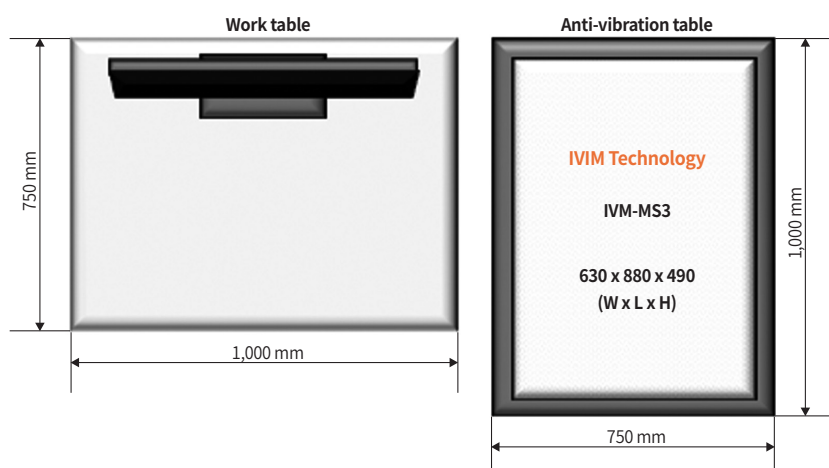 Work table
Anti-vibration table
750 mm
IVIM Technology
IVM-MS3
630 x 880 x 490
(W x L x H)
1,000 mm
1,000 mm
750 mm